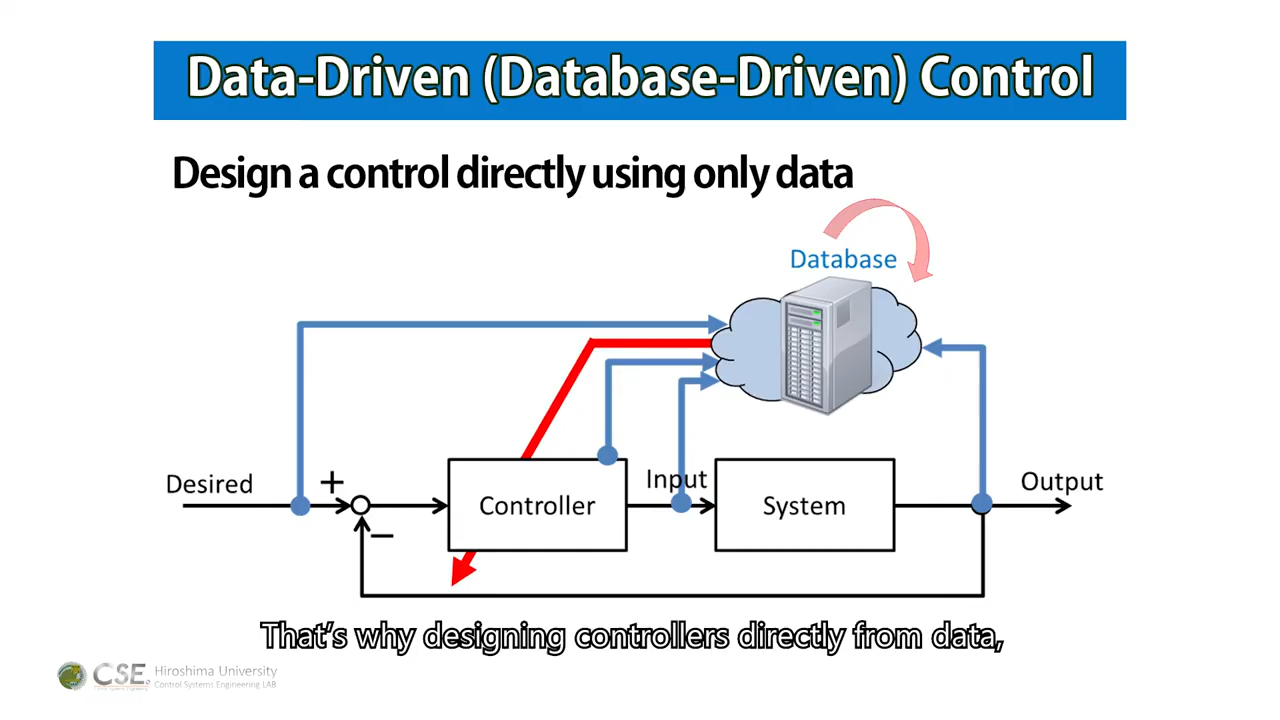 Data-Driven (Database-Driven) Control
Design a control directly using only data
Database
Desired
+
−
Controller
Input
System
Output
That's why designing controllers directly from data,
CSE
Hiroshima University
Control Systems Engineering LAB